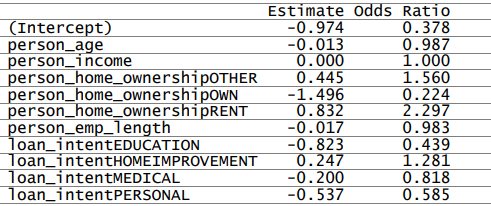 Estimate Odds Ratio
(Intercept) -0.974 0.378
person_age -0.013 0.987
person_income 0.000 1.000
person_home_ownershipOTHER 0.445 1.560
person_home_ownershipOWN -1.496 0.224
person_home_ownershipRENT 0.832 2.297
person_emp_length -0.017 0.983
loan_intentEDUCATION -0.823 0.439
loan_intentHOMEIMPROVEMENT 0.247 1.281
loan_intentMEDICAL -0.200 0.818
loan_intentPERSONAL -0.537 0.585